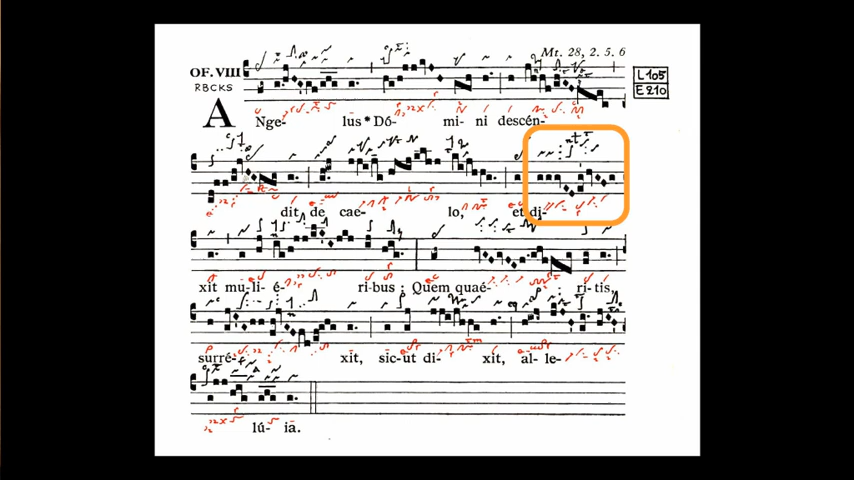 Mt. 28, 2. 5. 6
OF. VIII
RBCKS
L 105
E 210
ANge- lus * Dó- mi- ni descén-
dit de cae- lo, et di-
xit mu-li- é- ri-bus : Quem quaé- ri-tis,
surré- xit, sic-ut di- xit, al- le-
lú- ia.